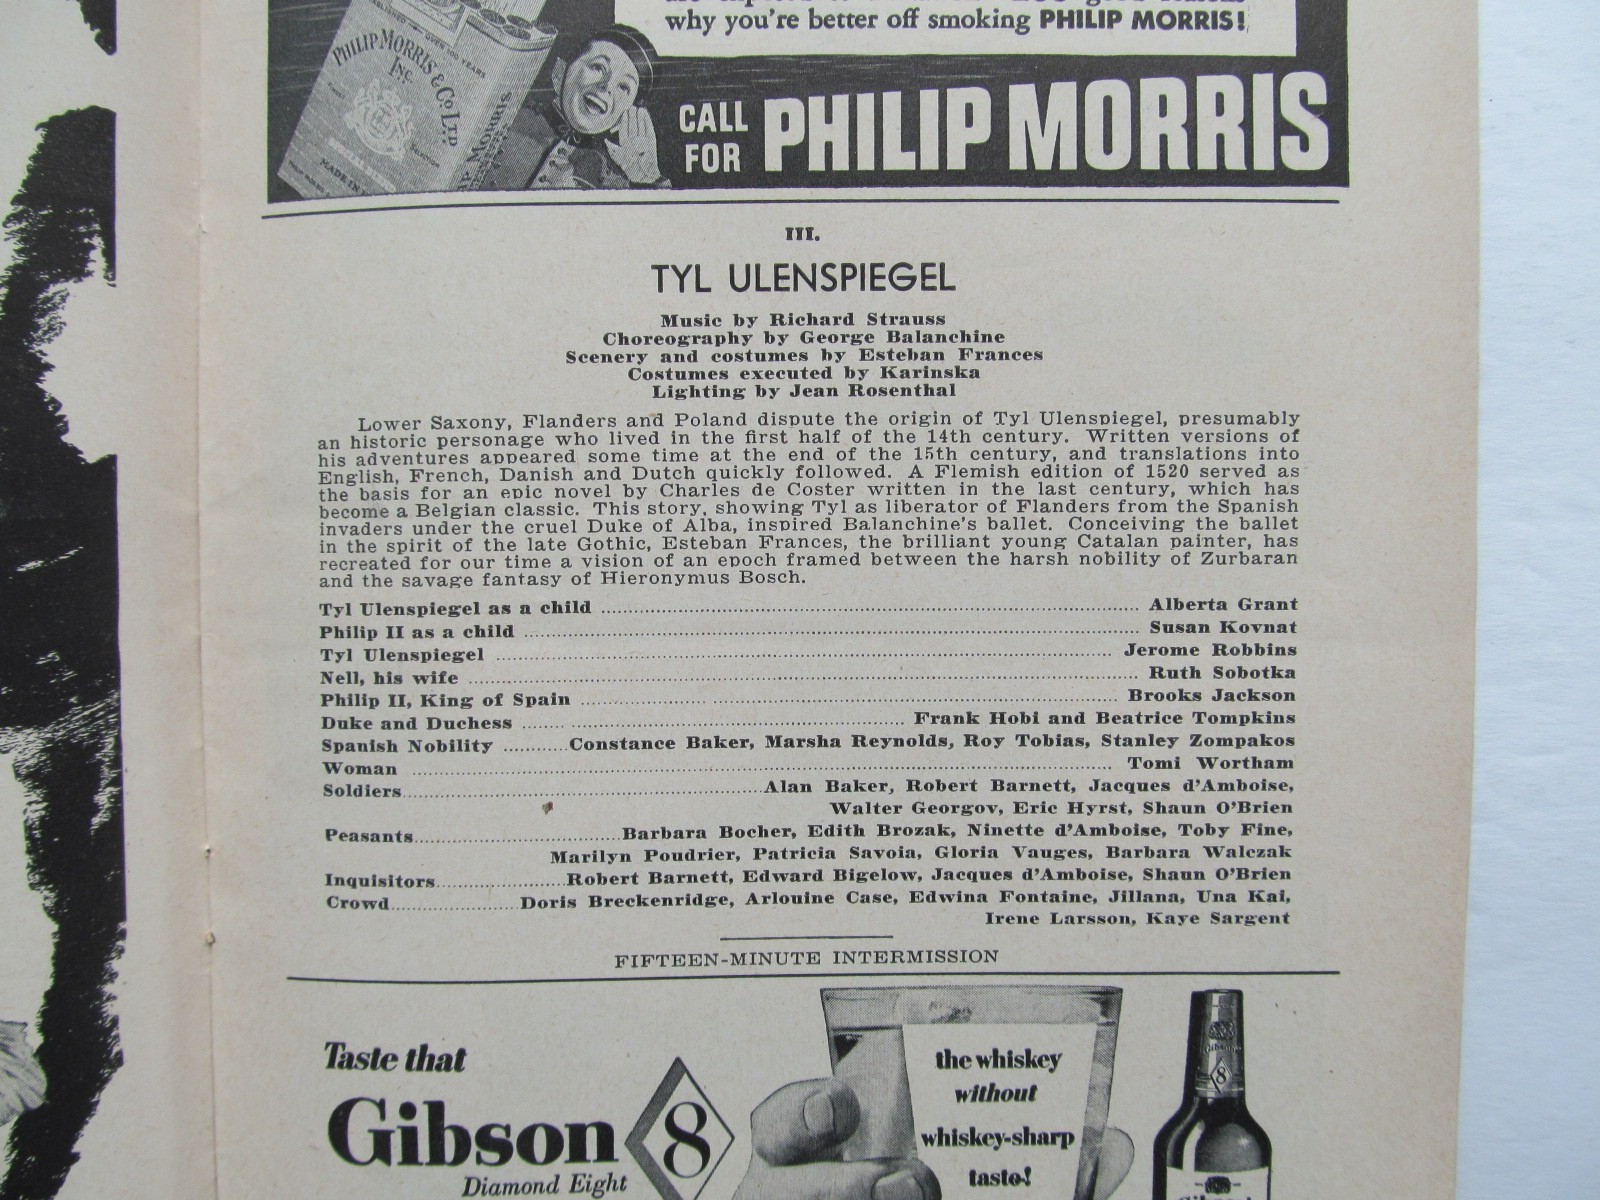 why you're better off smoking PHILIP MORRIS!
PHILIP MORRIS & Co. LTD.
INC.
OVER 100 YEARS
MADE IN
CALL
FOR
PHILIP MORRIS
III.
TYL ULENSPIEGEL
Music by Richard Strauss
Choreography by George Balanchine
Scenery and costumes by Esteban Frances
Costumes executed by Karinska
Lighting by Jean Rosenthal
Lower Saxony, Flanders and Poland dispute the origin of Tyl Ulenspiegel, presumably
an historic personage who lived in the first half of the 14th century. Written versions of
his adventures appeared some time at the end of the 15th century, and translations into
English, French, Danish and Dutch quickly followed. A Flemish edition of 1520 served as
the basis for an epic novel by Charles de Coster written in the last century, which has
become a Belgian classic. This story, showing Tyl as liberator of Flanders from the Spanish
invaders under the cruel Duke of Alba, inspired Balanchine's ballet. Conceiving the ballet
in the spirit of the late Gothic, Esteban Frances, the brilliant young Catalan painter, has
recreated for our time a vision of an epoch framed between the harsh nobility of Zurbaran
and the savage fantasy of Hieronymus Bosch.
Tyl Ulenspiegel as a child ........ Alberta Grant
Philip II as a child ........ Susan Kovnat
Tyl Ulenspiegel ........ Jerome Robbins
Nell, his wife ........ Ruth Sobotka
Philip II, King of Spain ........ Brooks Jackson
Duke and Duchess ........ Frank Hobi and Beatrice Tompkins
Spanish Nobility ........ Constance Baker, Marsha Reynolds, Roy Tobias, Stanley Zompakos
Woman ........ Tomi Wortham
Soldiers ........ Alan Baker, Robert Barnett, Jacques d'Amboise,
Walter Georgov, Eric Hyrst, Shaun O'Brien
Peasants ........ Barbara Bocher, Edith Brozak, Ninette d'Amboise, Toby Fine,
Marilyn Poudrier, Patricia Savoia, Gloria Vauges, Barbara Walczak
Inquisitors ........ Robert Barnett, Edward Bigelow, Jacques d'Amboise, Shaun O'Brien
Crowd ........ Doris Breckenridge, Arlouine Case, Edwina Fontaine, Jillana, Una Kai,
Irene Larsson, Kaye Sargent
FIFTEEN-MINUTE INTERMISSION
Taste that
Gibson 8
Diamond Eight
the whiskey
without
whiskey-sharp
taste!
Gibson
8